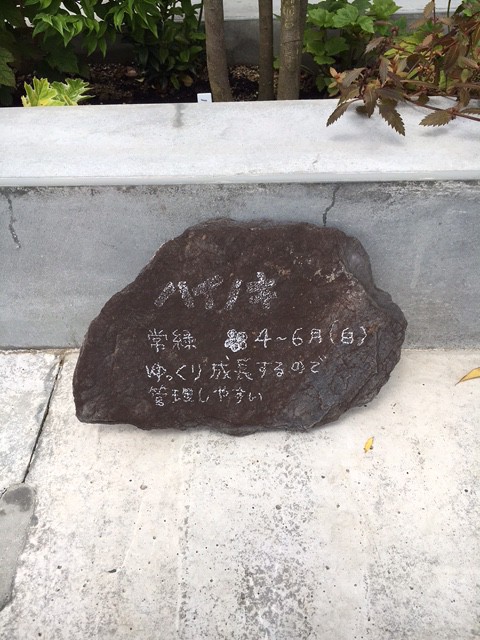 ハイノキ
常緑 4〜6月(白)
ゆっくり成長するので
管理しやすい